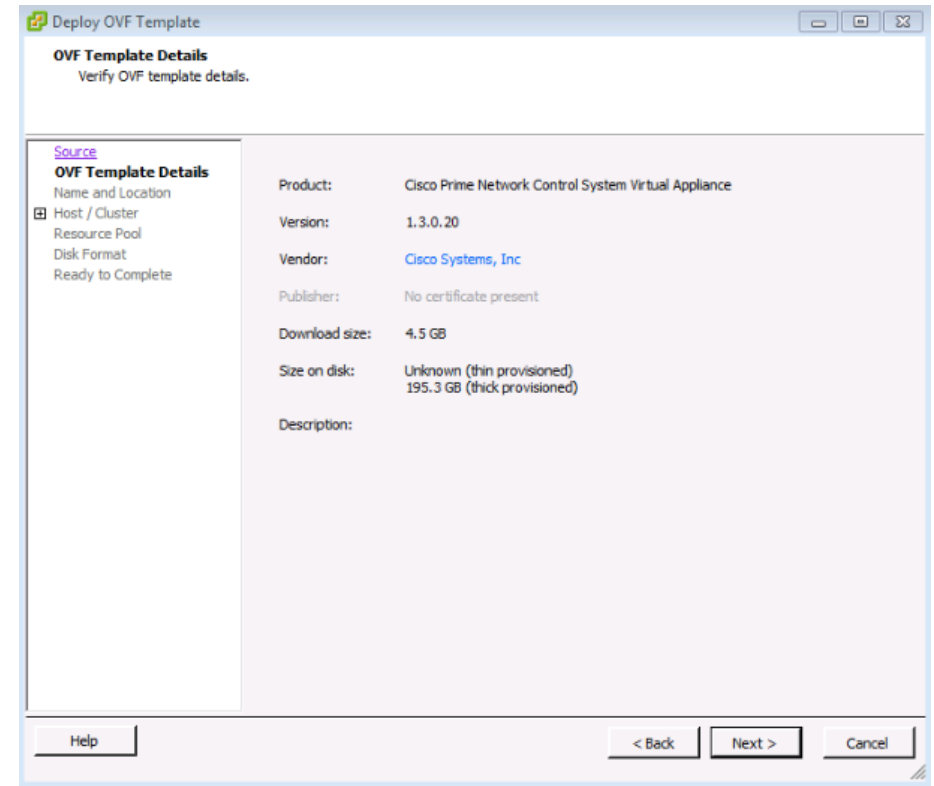 Deploy OVF Template
OVF Template Details
Verify OVF template details.
Source
OVF Template Details
Name and Location
Host / Cluster
Resource Pool
Disk Format
Ready to Complete
Product: Cisco Prime Network Control System Virtual Appliance
Version: 1.3.0.20
Vendor: Cisco Systems, Inc
Publisher: No certificate present
Download size: 4.5 GB
Size on disk: Unknown (thin provisioned)
195.3 GB (thick provisioned)
Description:
Help < Back Next > Cancel